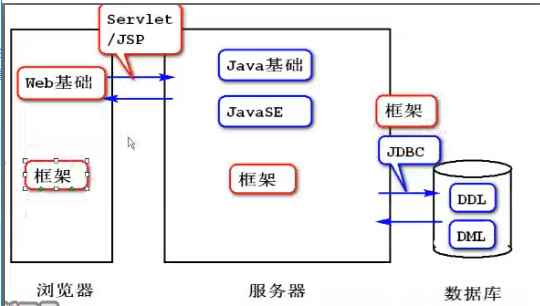 Servlet
/JSP
Web基础
Java基础
JavaSE
框架
JDBC
框架
框架
DDL
DML
浏览器
服务器
数据库